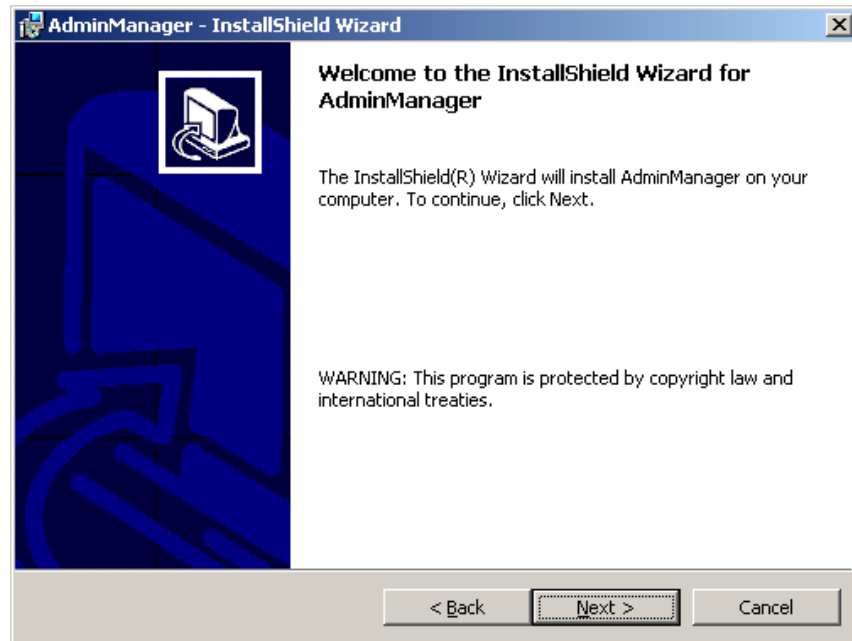 AdminManager - InstallShield Wizard
Welcome to the InstallShield Wizard for
AdminManager
The InstallShield(R) Wizard will install AdminManager on your
computer. To continue, click Next.
WARNING: This program is protected by copyright law and
international treaties.
< Back
Next >
Cancel